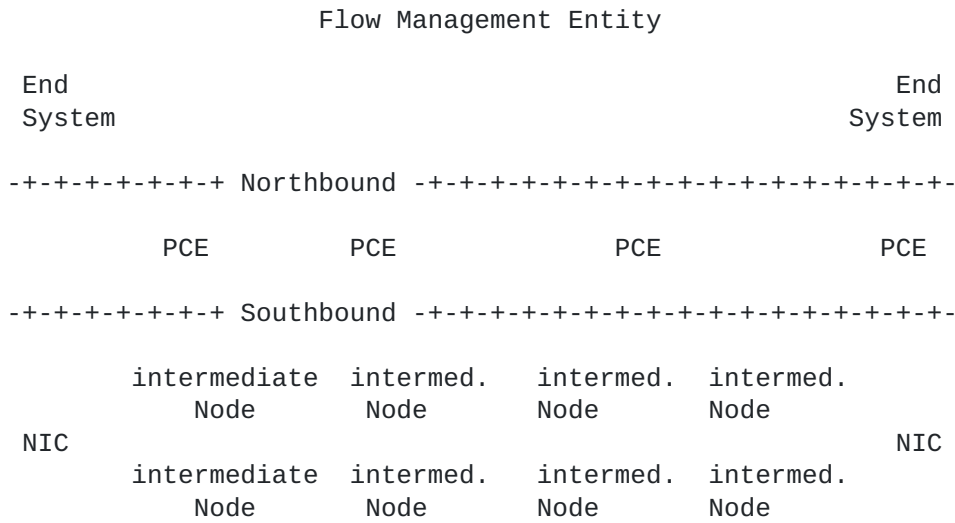 Flow Management Entity
End End
System System
-+-+-+-+-+-+-+ Northbound -+-+-+-+-+-+-+-+-+-+-+-+-+-+-+-+-+-
PCE PCE PCE PCE
-+-+-+-+-+-+-+ Southbound -+-+-+-+-+-+-+-+-+-+-+-+-+-+-+-+-+-
intermediate intermed. intermed. intermed.
Node Node Node Node
NIC NIC
intermediate intermed. intermed. intermed.
Node Node Node Node